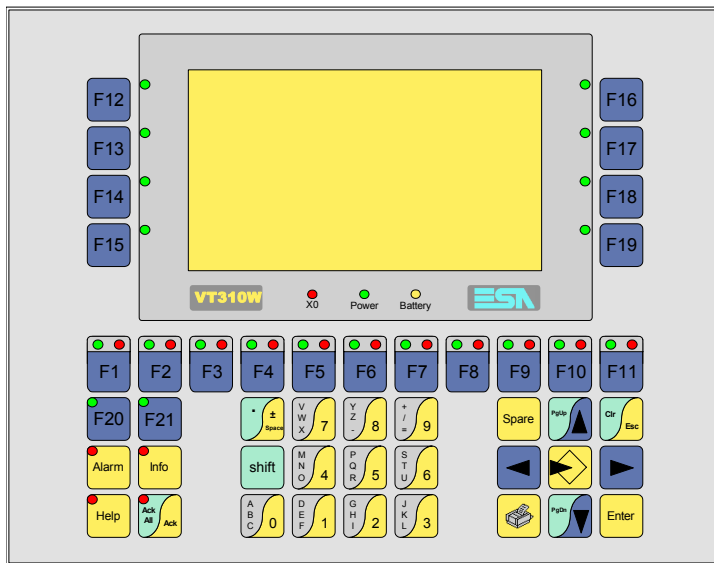 F12
F16
F13
F17
F14
F18
F15
F19
VT310W
X0 Power Battery
ESA
F1 F2 F3 F4 F5 F6 F7 F8 F9 F10 F11
F20 F21
. ± Space
V W X 7
Y Z - 8
+ / = 9
Spare
PgUp
Clr Esc
Alarm Info
shift
M N O 4
P Q R 5
S T U 6
Help
Ack All Ack
A B C 0
D E F 1
G H I 2
J K L 3
PgDn
Enter